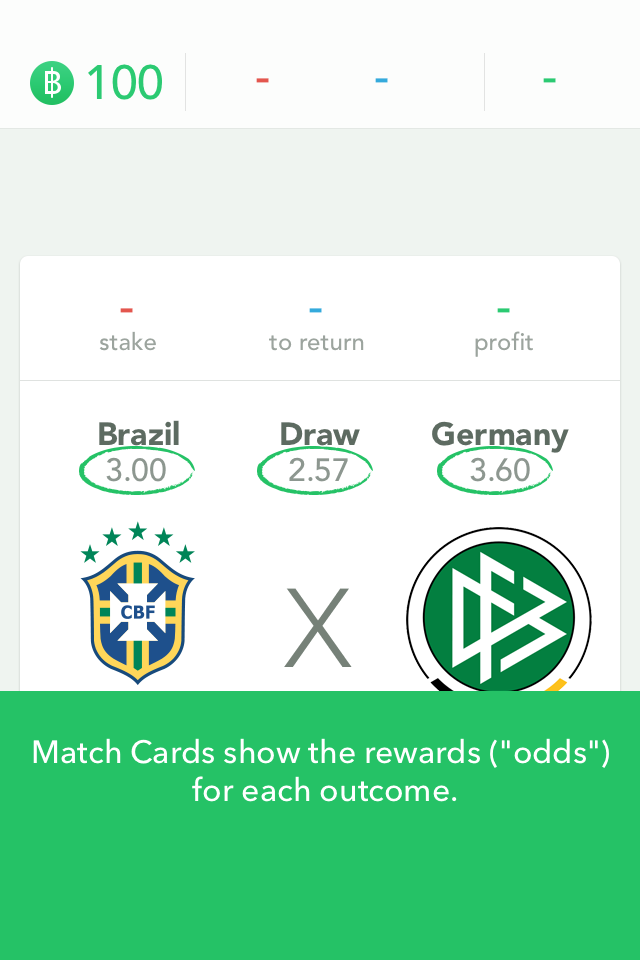 100 - - -
- - -
stake to return profit
Brazil Draw Germany
3.00 2.57 3.60
CBF X
Match Cards show the rewards ("odds")
for each outcome.